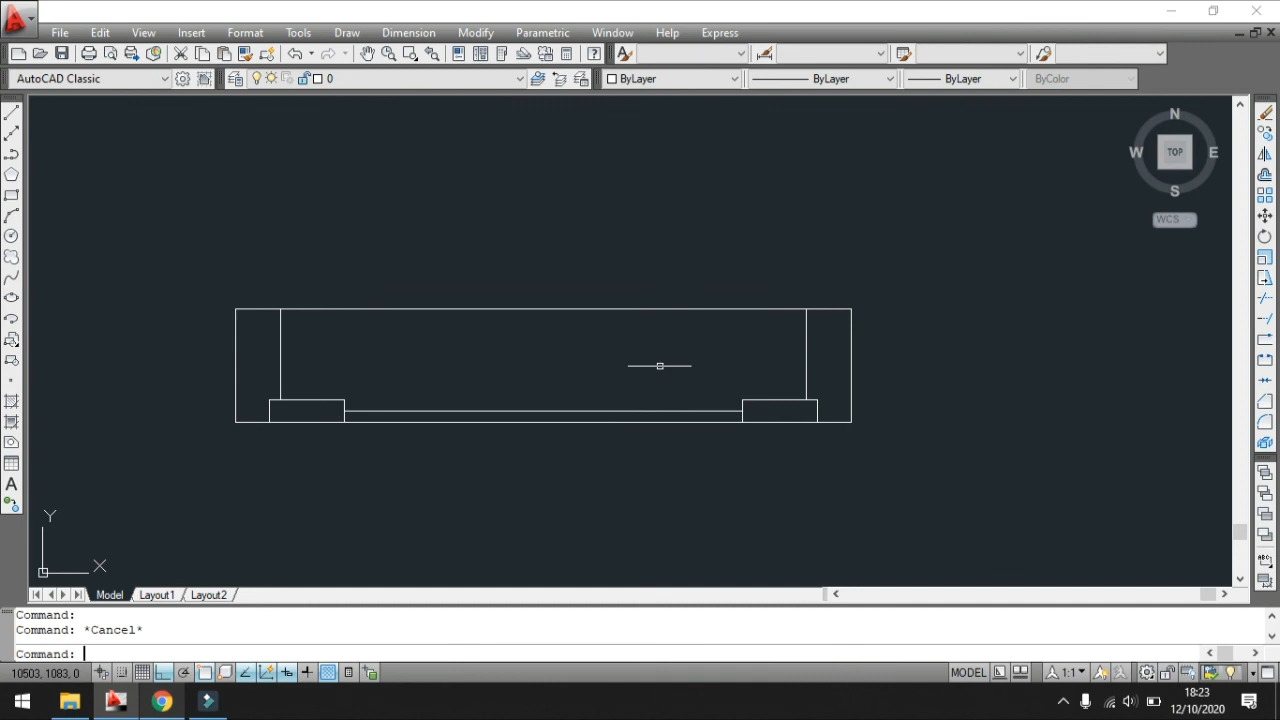 File Edit View Insert Format Tools Draw Dimension Modify Parametric Window Help Express
AutoCAD Classic 0 ByLayer ByLayer ByLayer ByColor
N
W TOP E
S
WCS
Y
X
Model Layout1 Layout2
Command:
Command: *Cancel*
Command:
10503, 1083, 0 MODEL 1:1
18:23
12/10/2020